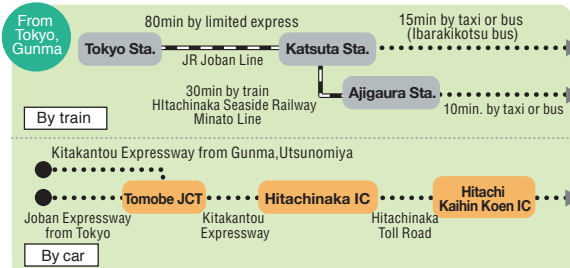 From
Tokyo,
Gunma
80min by limited express
15min by taxi or bus
(Ibarakikotsu bus)
Tokyo Sta.
Katsuta Sta.
JR Joban Line
30min by train
HItachinaka Seaside Railway
Minato Line
Ajigaura Sta.
10min. by taxi or bus
By train
Kitakantou Expressway from Gunma,Utsunomiya
Tomobe JCT
Hitachinaka IC
Hitachi
Kaihin Koen IC
Joban Expressway
from Tokyo
Kitakantou
Expressway
Hitachinaka
Toll Road
By car